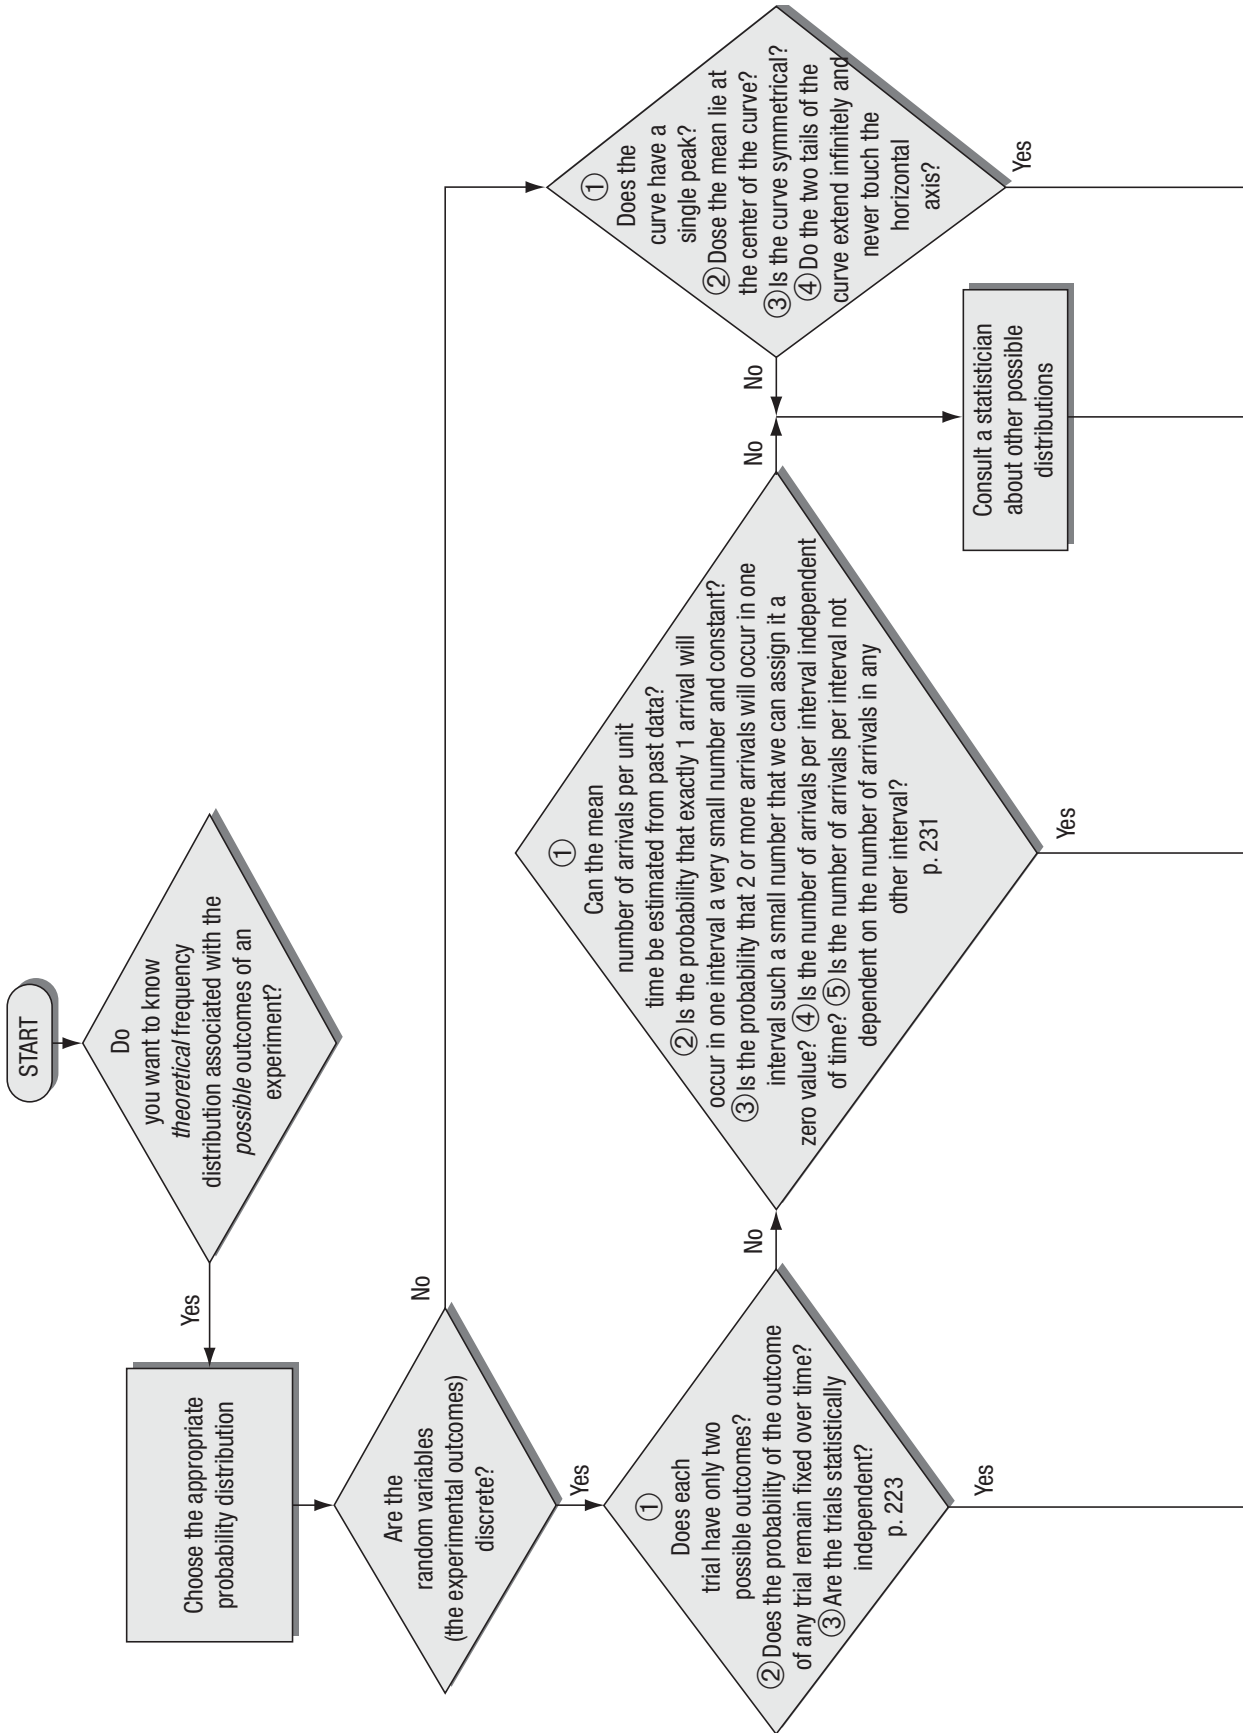 START
Do
you want to know
theoretical frequency
distribution associated with the
possible outcomes of an
experiment?
Yes
Choose the appropriate
probability distribution
Are the
random variables
(the experimental outcomes)
discrete?
No
Yes
① 
Does each
trial have only two
possible outcomes?
② Does the probability of the outcome
of any trial remain fixed over time?
③ Are the trials statistically
independent?
p. 223
No
Yes
①
Can the mean
number of arrivals per unit
time be estimated from past data?
② Is the probability that exactly 1 arrival will
occur in one interval a very small number and constant?
③ Is the probability that 2 or more arrivals will occur in one
interval such a small number that we can assign it a
zero value? ④ Is the number of arrivals per interval independent
of time? ⑤ Is the number of arrivals per interval not
dependent on the number of arrivals in any
other interval?
p. 231
No
Yes
①
Does the
curve have a
single peak?
② Dose the mean lie at
the center of the curve?
③ Is the curve symmetrical?
④ Do the two tails of the
curve extend infinitely and
never touch the
horizontal
axis?
No
Yes
Consult a statistician
about other possible
distributions